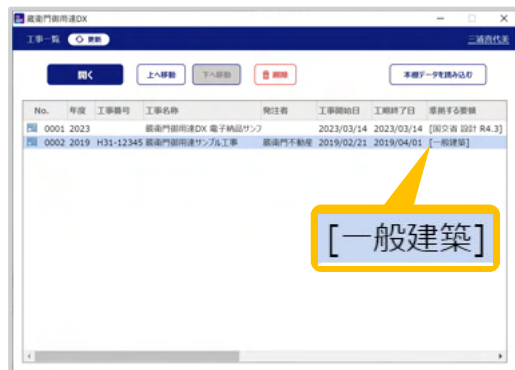 蔵衛門御用達DX
工事一覧 更新 三浦喜代美
開く 上へ移動 下へ移動 削除 本棚データを読み込む
No. 年度 工事番号 工事名称 発注者 工事開始日 工期終了日 準拠する要領
0001 2023 蔵衛門御用達DX 電子納品サンプ 2023/03/14 2023/03/14 [国交省 設計 R4.3]
0002 2019 H31-12345 蔵衛門御用達サンプル工事 蔵衛門不動産 2019/02/21 2019/04/01 [一般建築]
[一般建築]